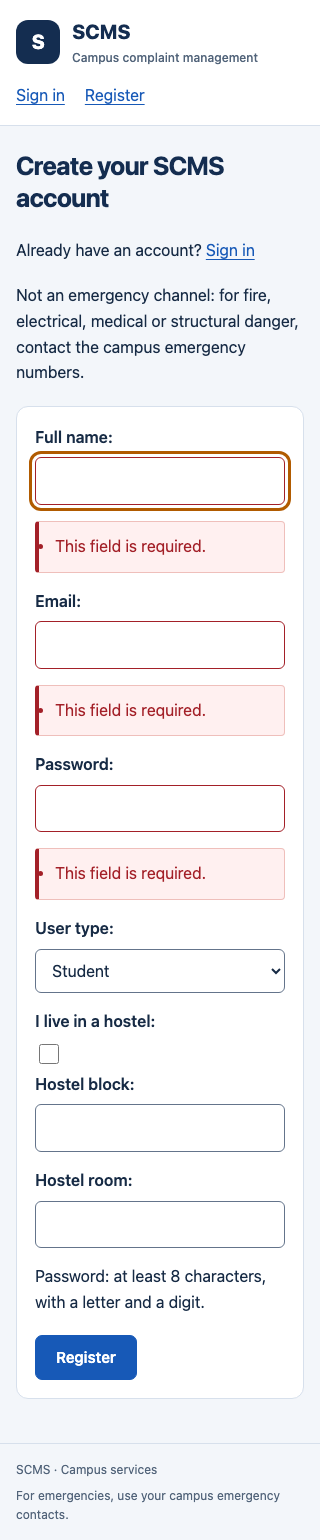 S
SCMS
Campus complaint management
Sign in Register
Create your SCMS
account
Already have an account? Sign in
Not an emergency channel: for fire,
electrical, medical or structural danger,
contact the campus emergency
numbers.
Full name:
• This field is required.
Email:
• This field is required.
Password:
• This field is required.
User type:
Student
I live in a hostel:
Hostel block:
Hostel room:
Password: at least 8 characters,
with a letter and a digit.
Register
SCMS · Campus services
For emergencies, use your campus emergency
contacts.